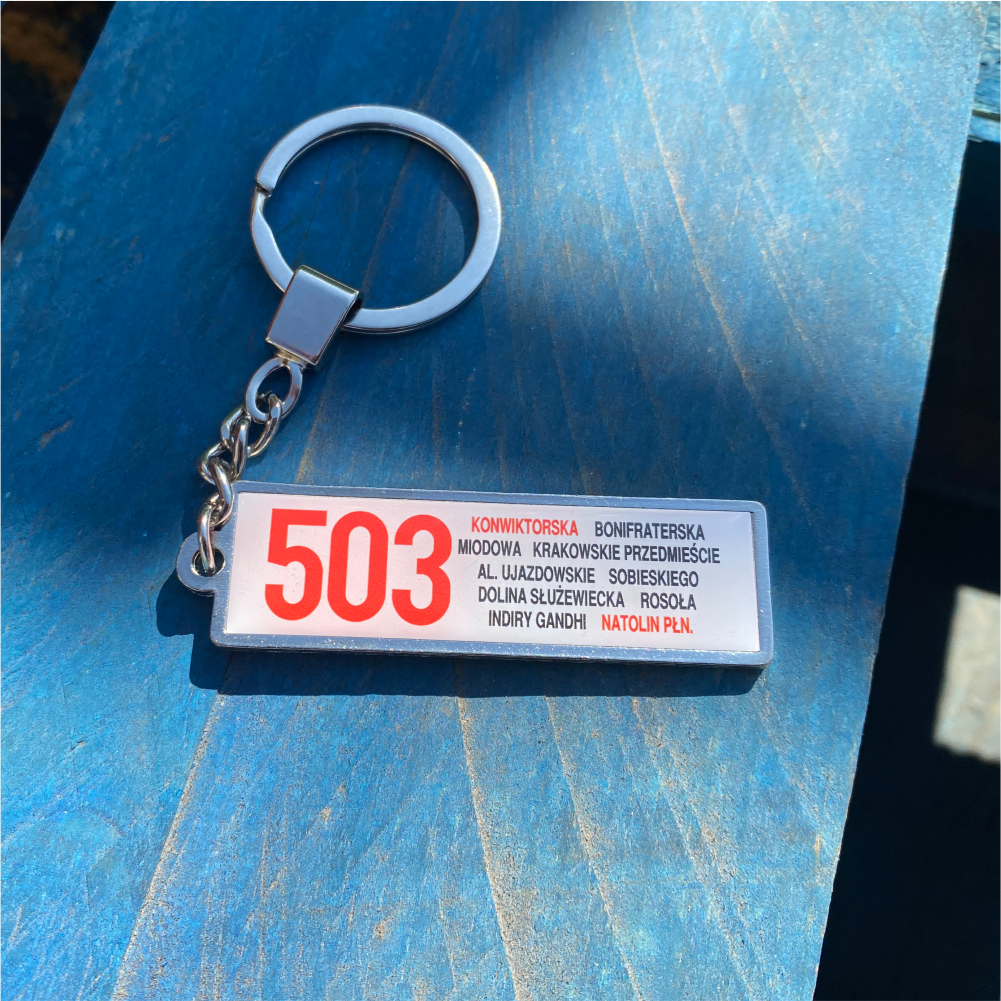 503
KONWIKTORSKA BONIFRATERSKA
MIODOWA KRAKOWSKIE PRZEDMIEŚCIE
AL. UJAZDOWSKIE SOBIESKIEGO
DOLINA SŁUŻEWIECKA ROSOŁA
INDIRY GANDHI NATOLIN PŁN.